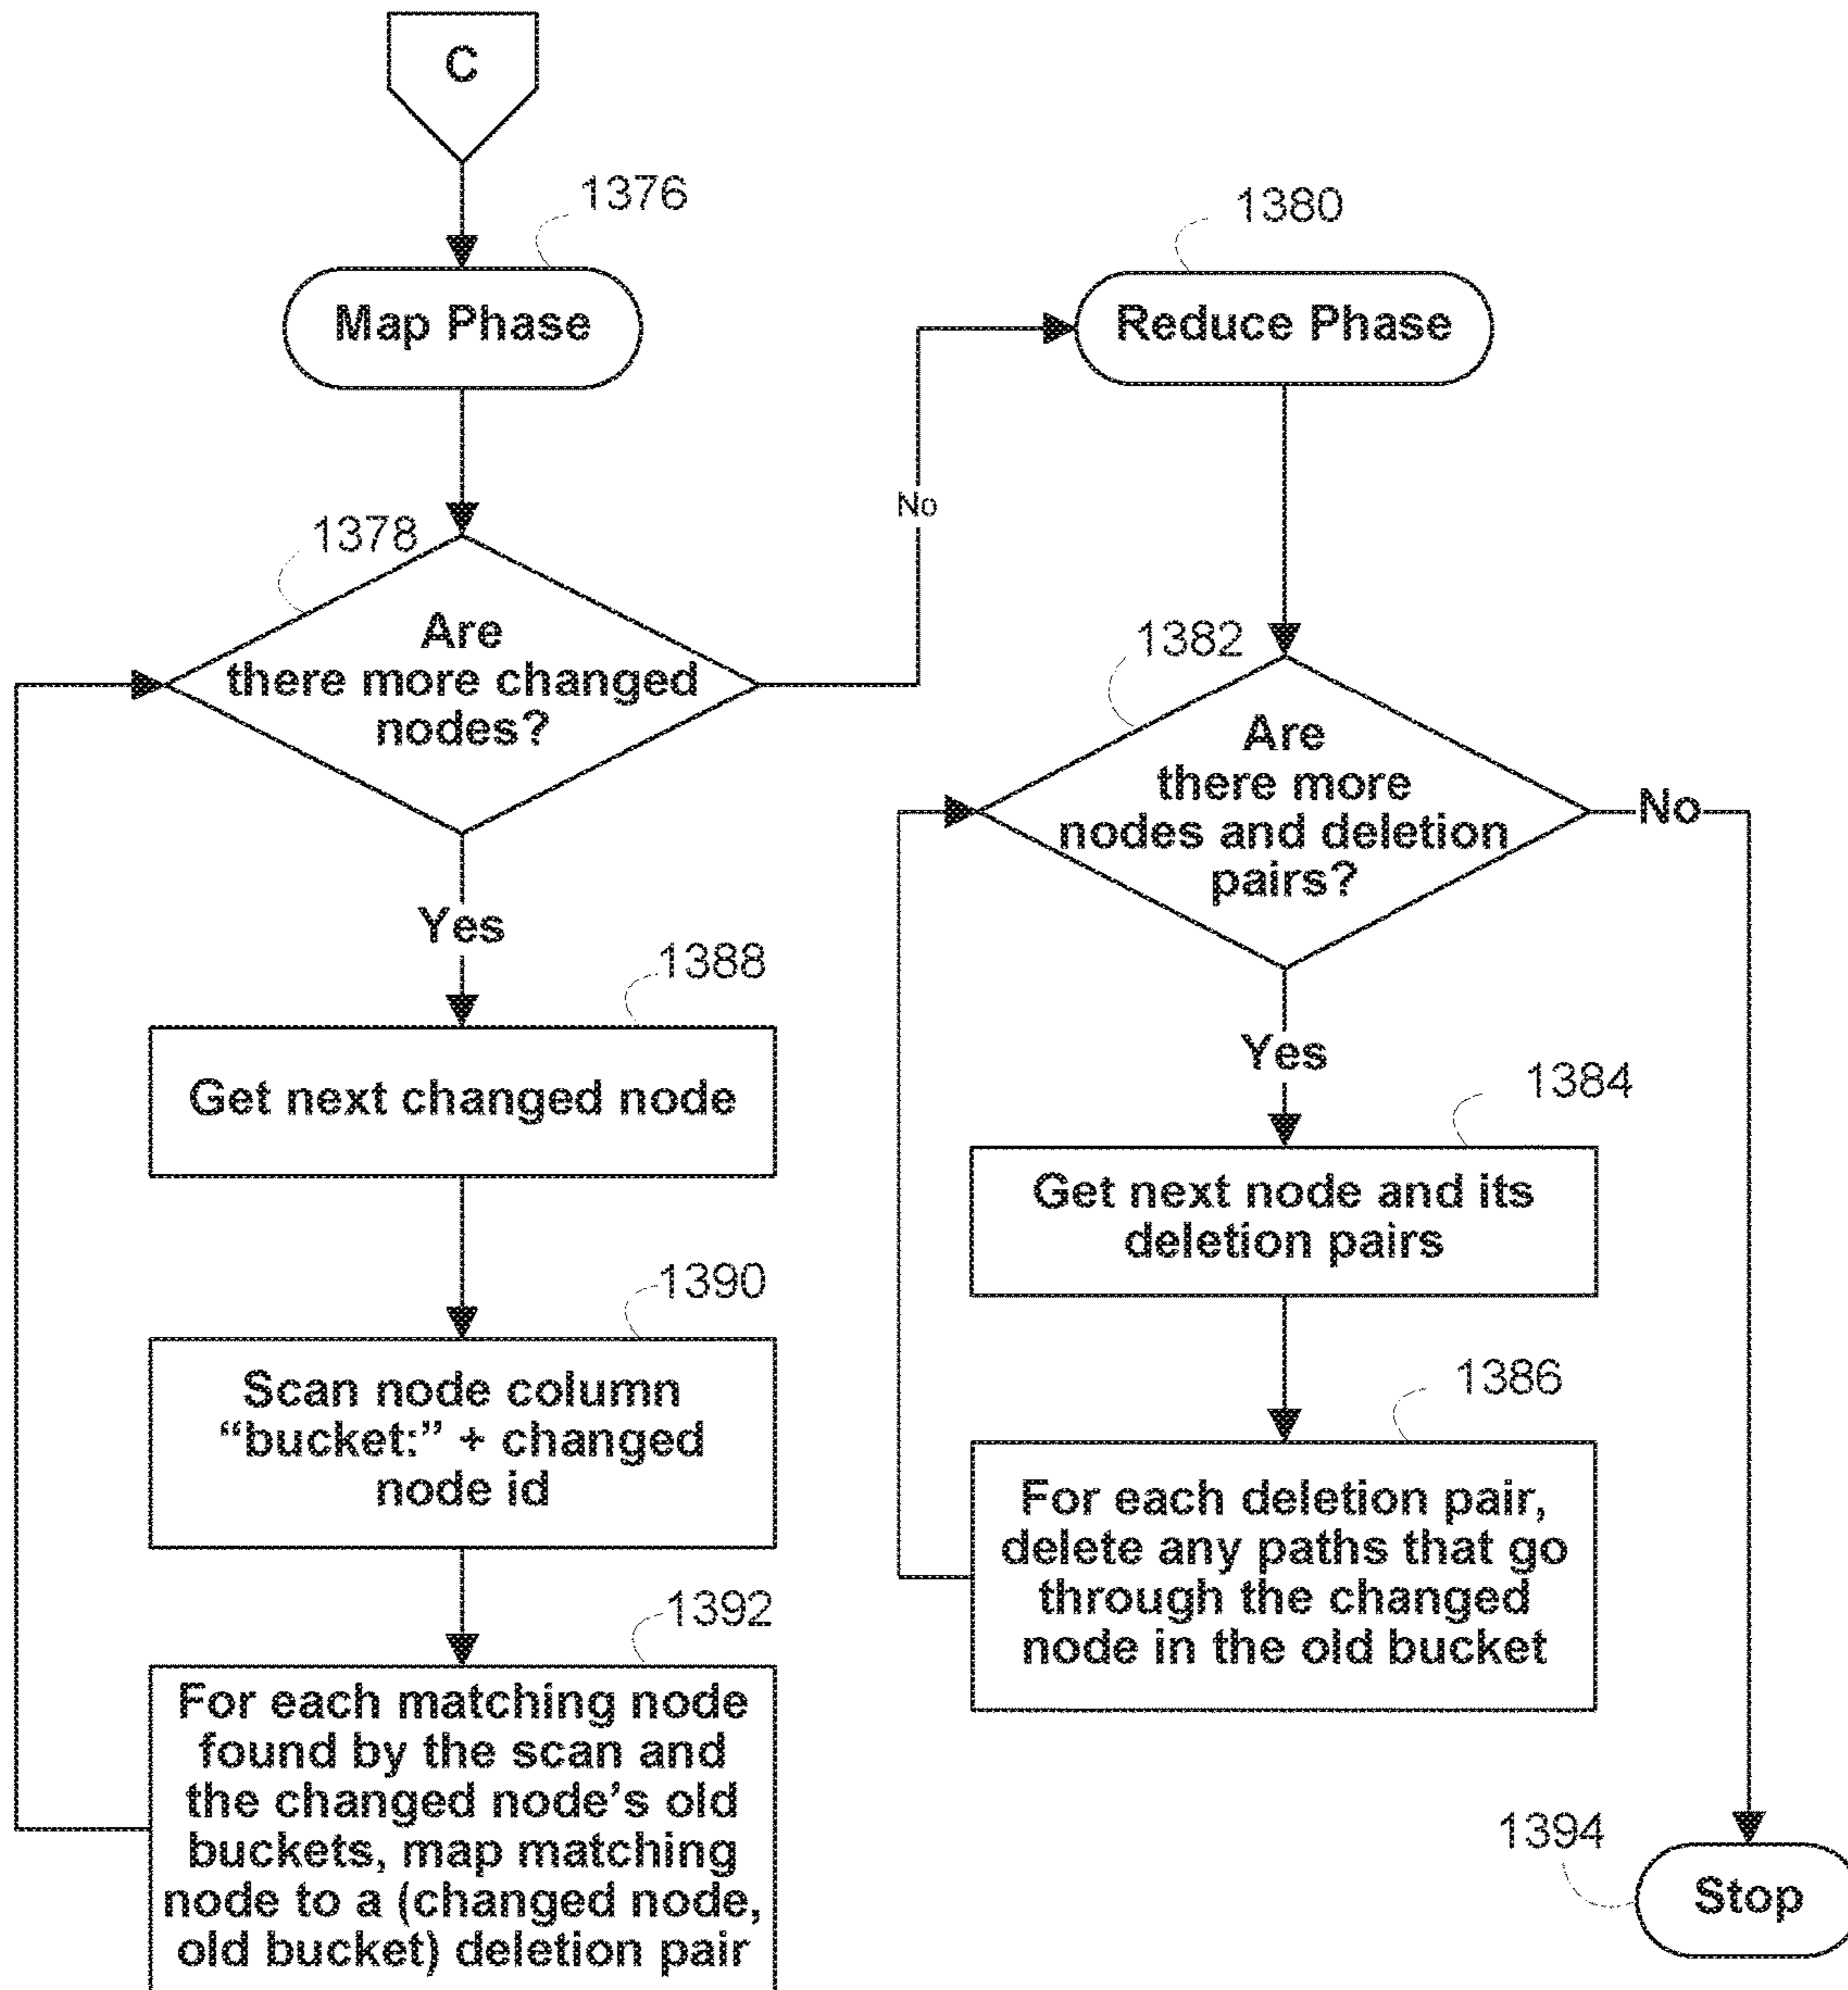 C
1376
Map Phase
1378
Are
there more changed
nodes?
No
Yes
1388
Get next changed node
1390
Scan node column
“bucket:” + changed
node id
1392
For each matching node
found by the scan and
the changed node’s old
buckets, map matching
node to a (changed node,
old bucket) deletion pair
1380
Reduce Phase
1382
Are
there more
nodes and deletion
pairs?
No
Yes
1384
Get next node and its
deletion pairs
1386
For each deletion pair,
delete any paths that go
through the changed
node in the old bucket
1394
Stop